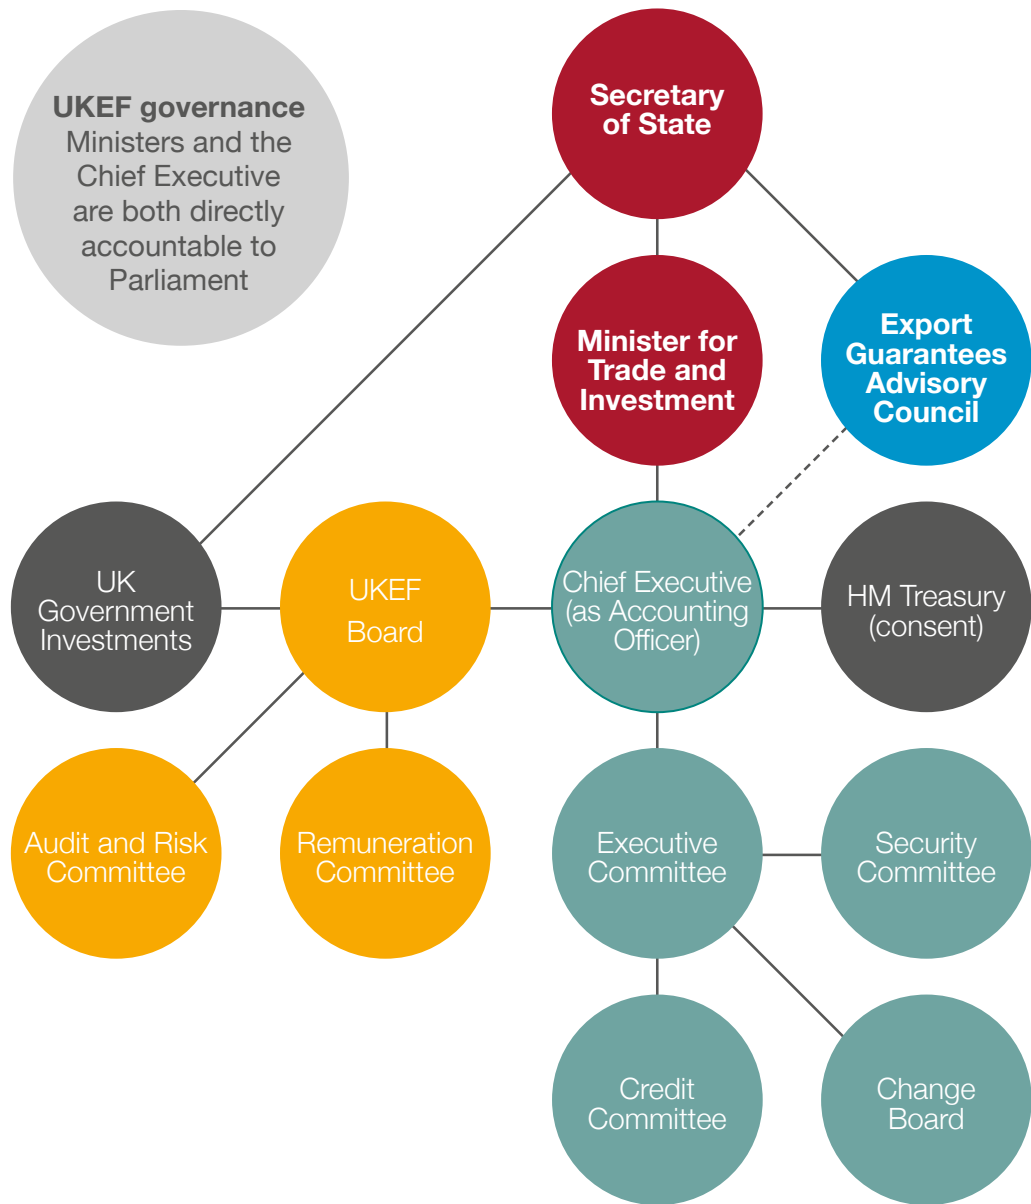 UKEF governance
Ministers and the
Chief Executive
are both directly
accountable to
Parliament
Secretary
of State
Minister for
Trade and
Investment
Export
Guarantees
Advisory
Council
UK
Government
Investments
UKEF
Board
Chief Executive
(as Accounting
Officer)
HM Treasury
(consent)
Audit and Risk
Committee
Remuneration
Committee
Executive
Committee
Security
Committee
Credit
Committee
Change
Board